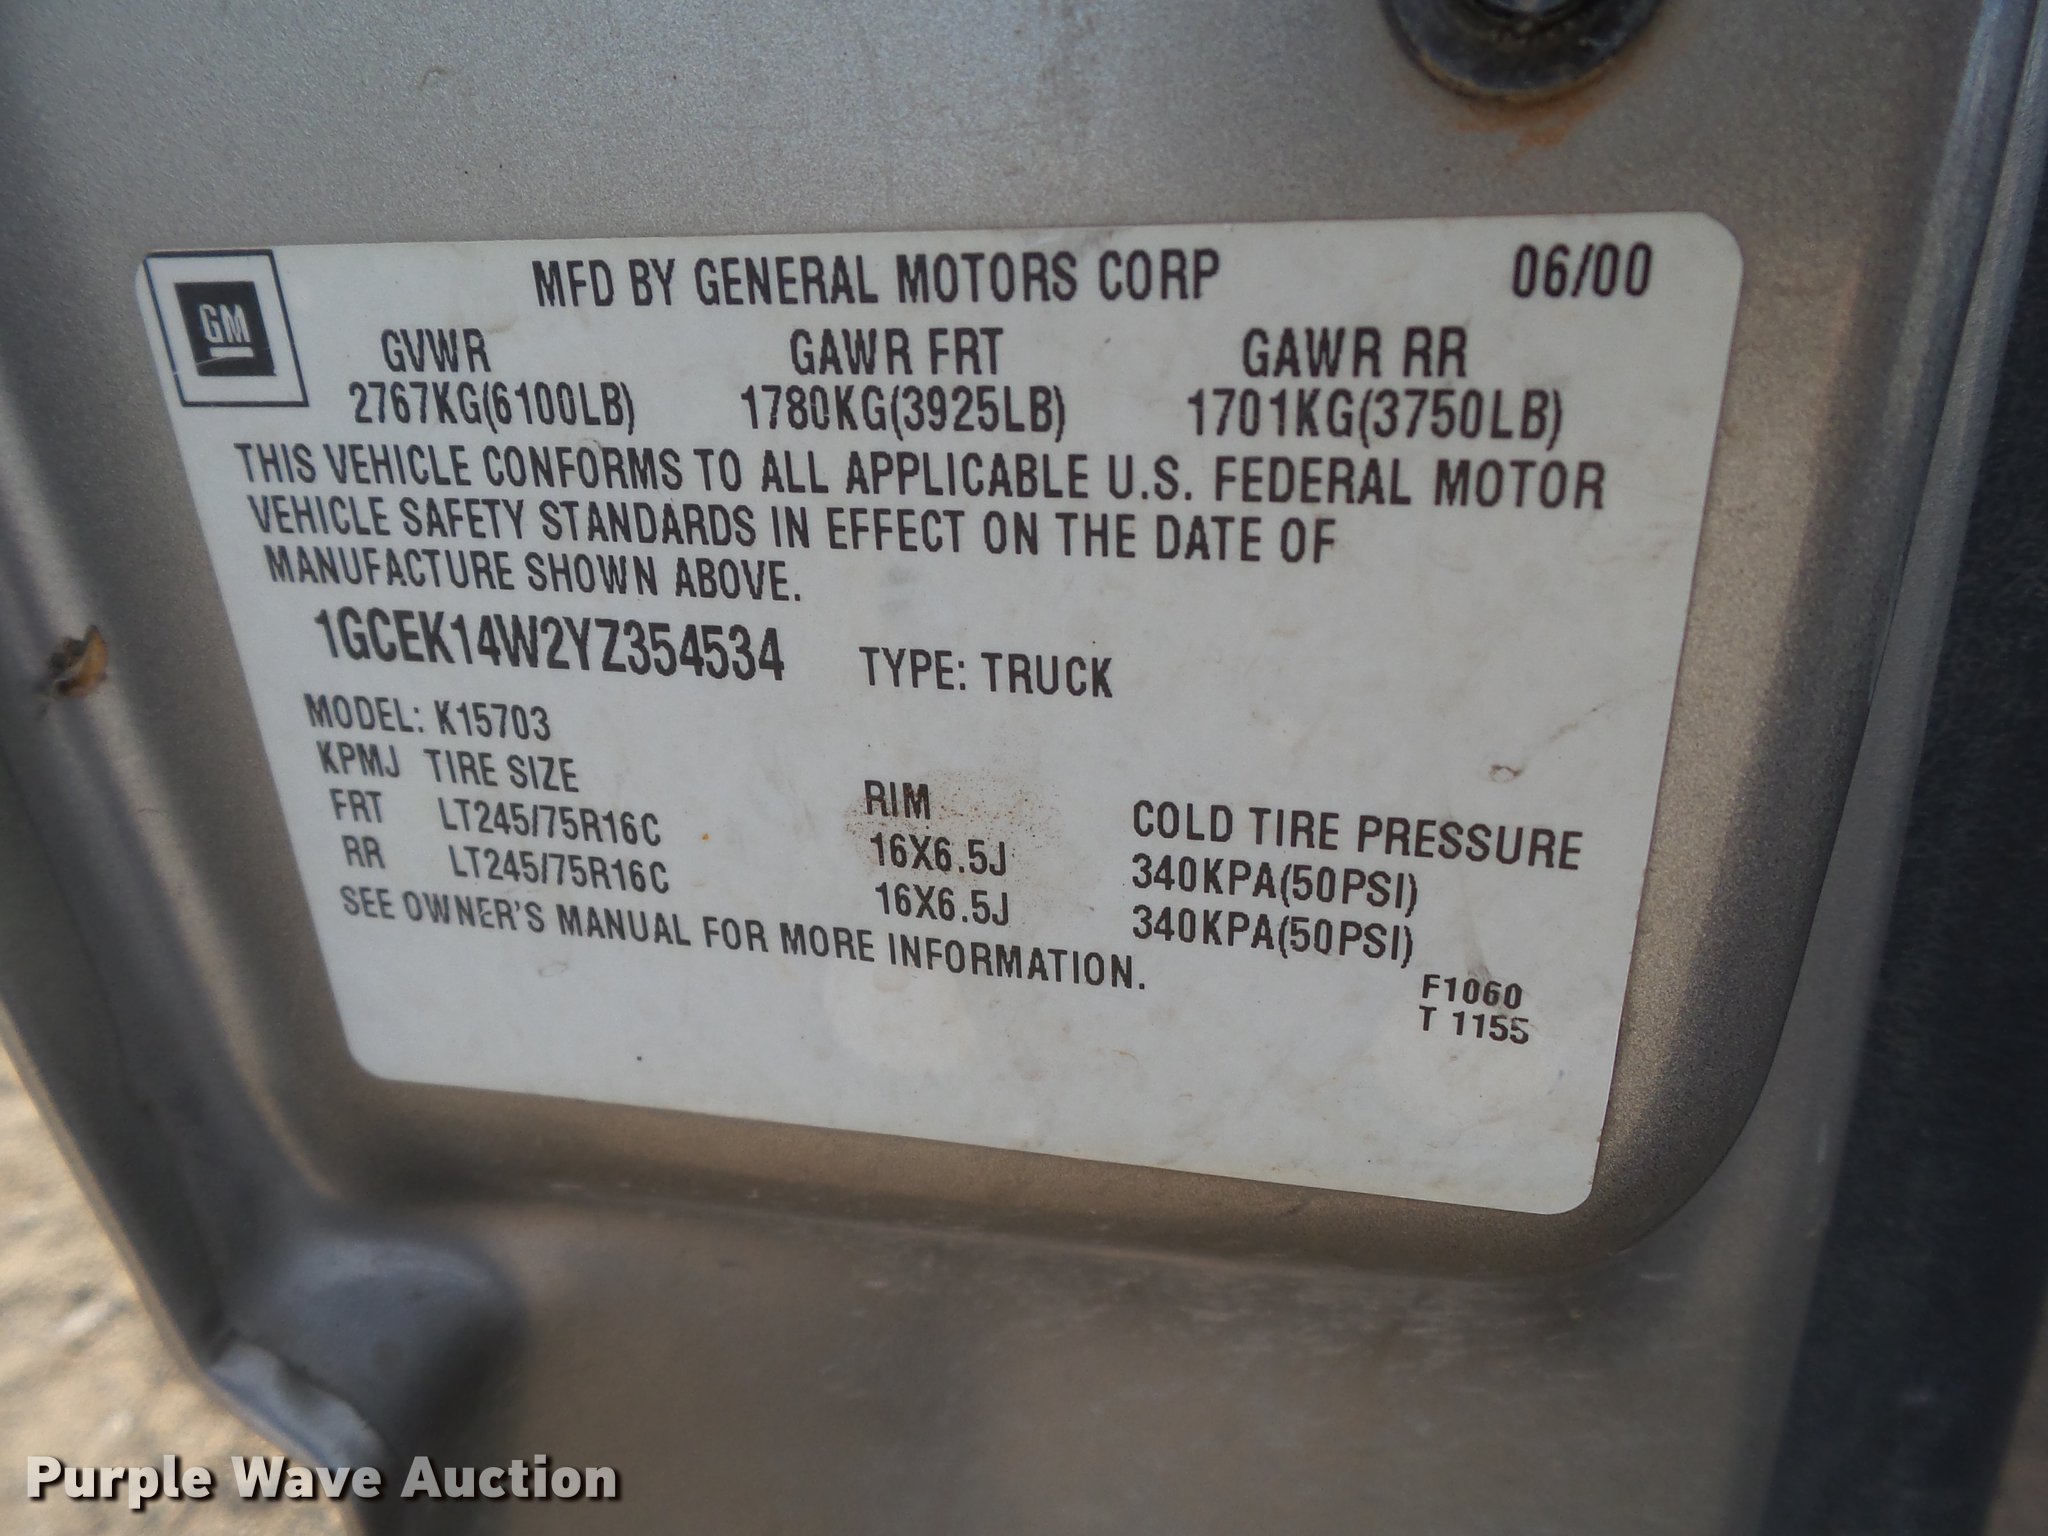 GM
MFD BY GENERAL MOTORS CORP 06/00
GVWR GAWR FRT GAWR RR
2767KG(6100LB) 1780KG(3925LB) 1701KG(3750LB)
THIS VEHICLE CONFORMS TO ALL APPLICABLE U.S. FEDERAL MOTOR
VEHICLE SAFETY STANDARDS IN EFFECT ON THE DATE OF
MANUFACTURE SHOWN ABOVE.
1GCEK14W2YZ354534 TYPE: TRUCK
MODEL: K15703
KPMJ TIRE SIZE RIM COLD TIRE PRESSURE
FRT LT245/75R16C 16X6.5J 340KPA(50PSI)
RR LT245/75R16C 16X6.5J 340KPA(50PSI)
SEE OWNER'S MANUAL FOR MORE INFORMATION.
F1060
T 1155
Purple Wave Auction